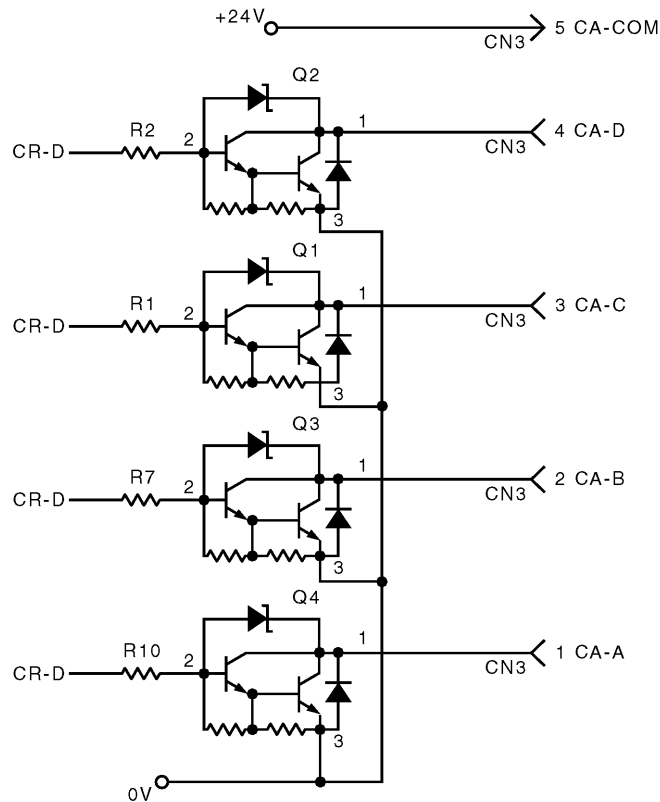 +24V
CN3
5 CA-COM
Q2
R2
2
1
CR-D
CN3
4 CA-D
3
Q1
R1
2
1
CR-D
CN3
3 CA-C
3
Q3
R7
2
1
CR-D
CN3
2 CA-B
3
Q4
R10
2
1
CR-D
CN3
1 CA-A
3
0V